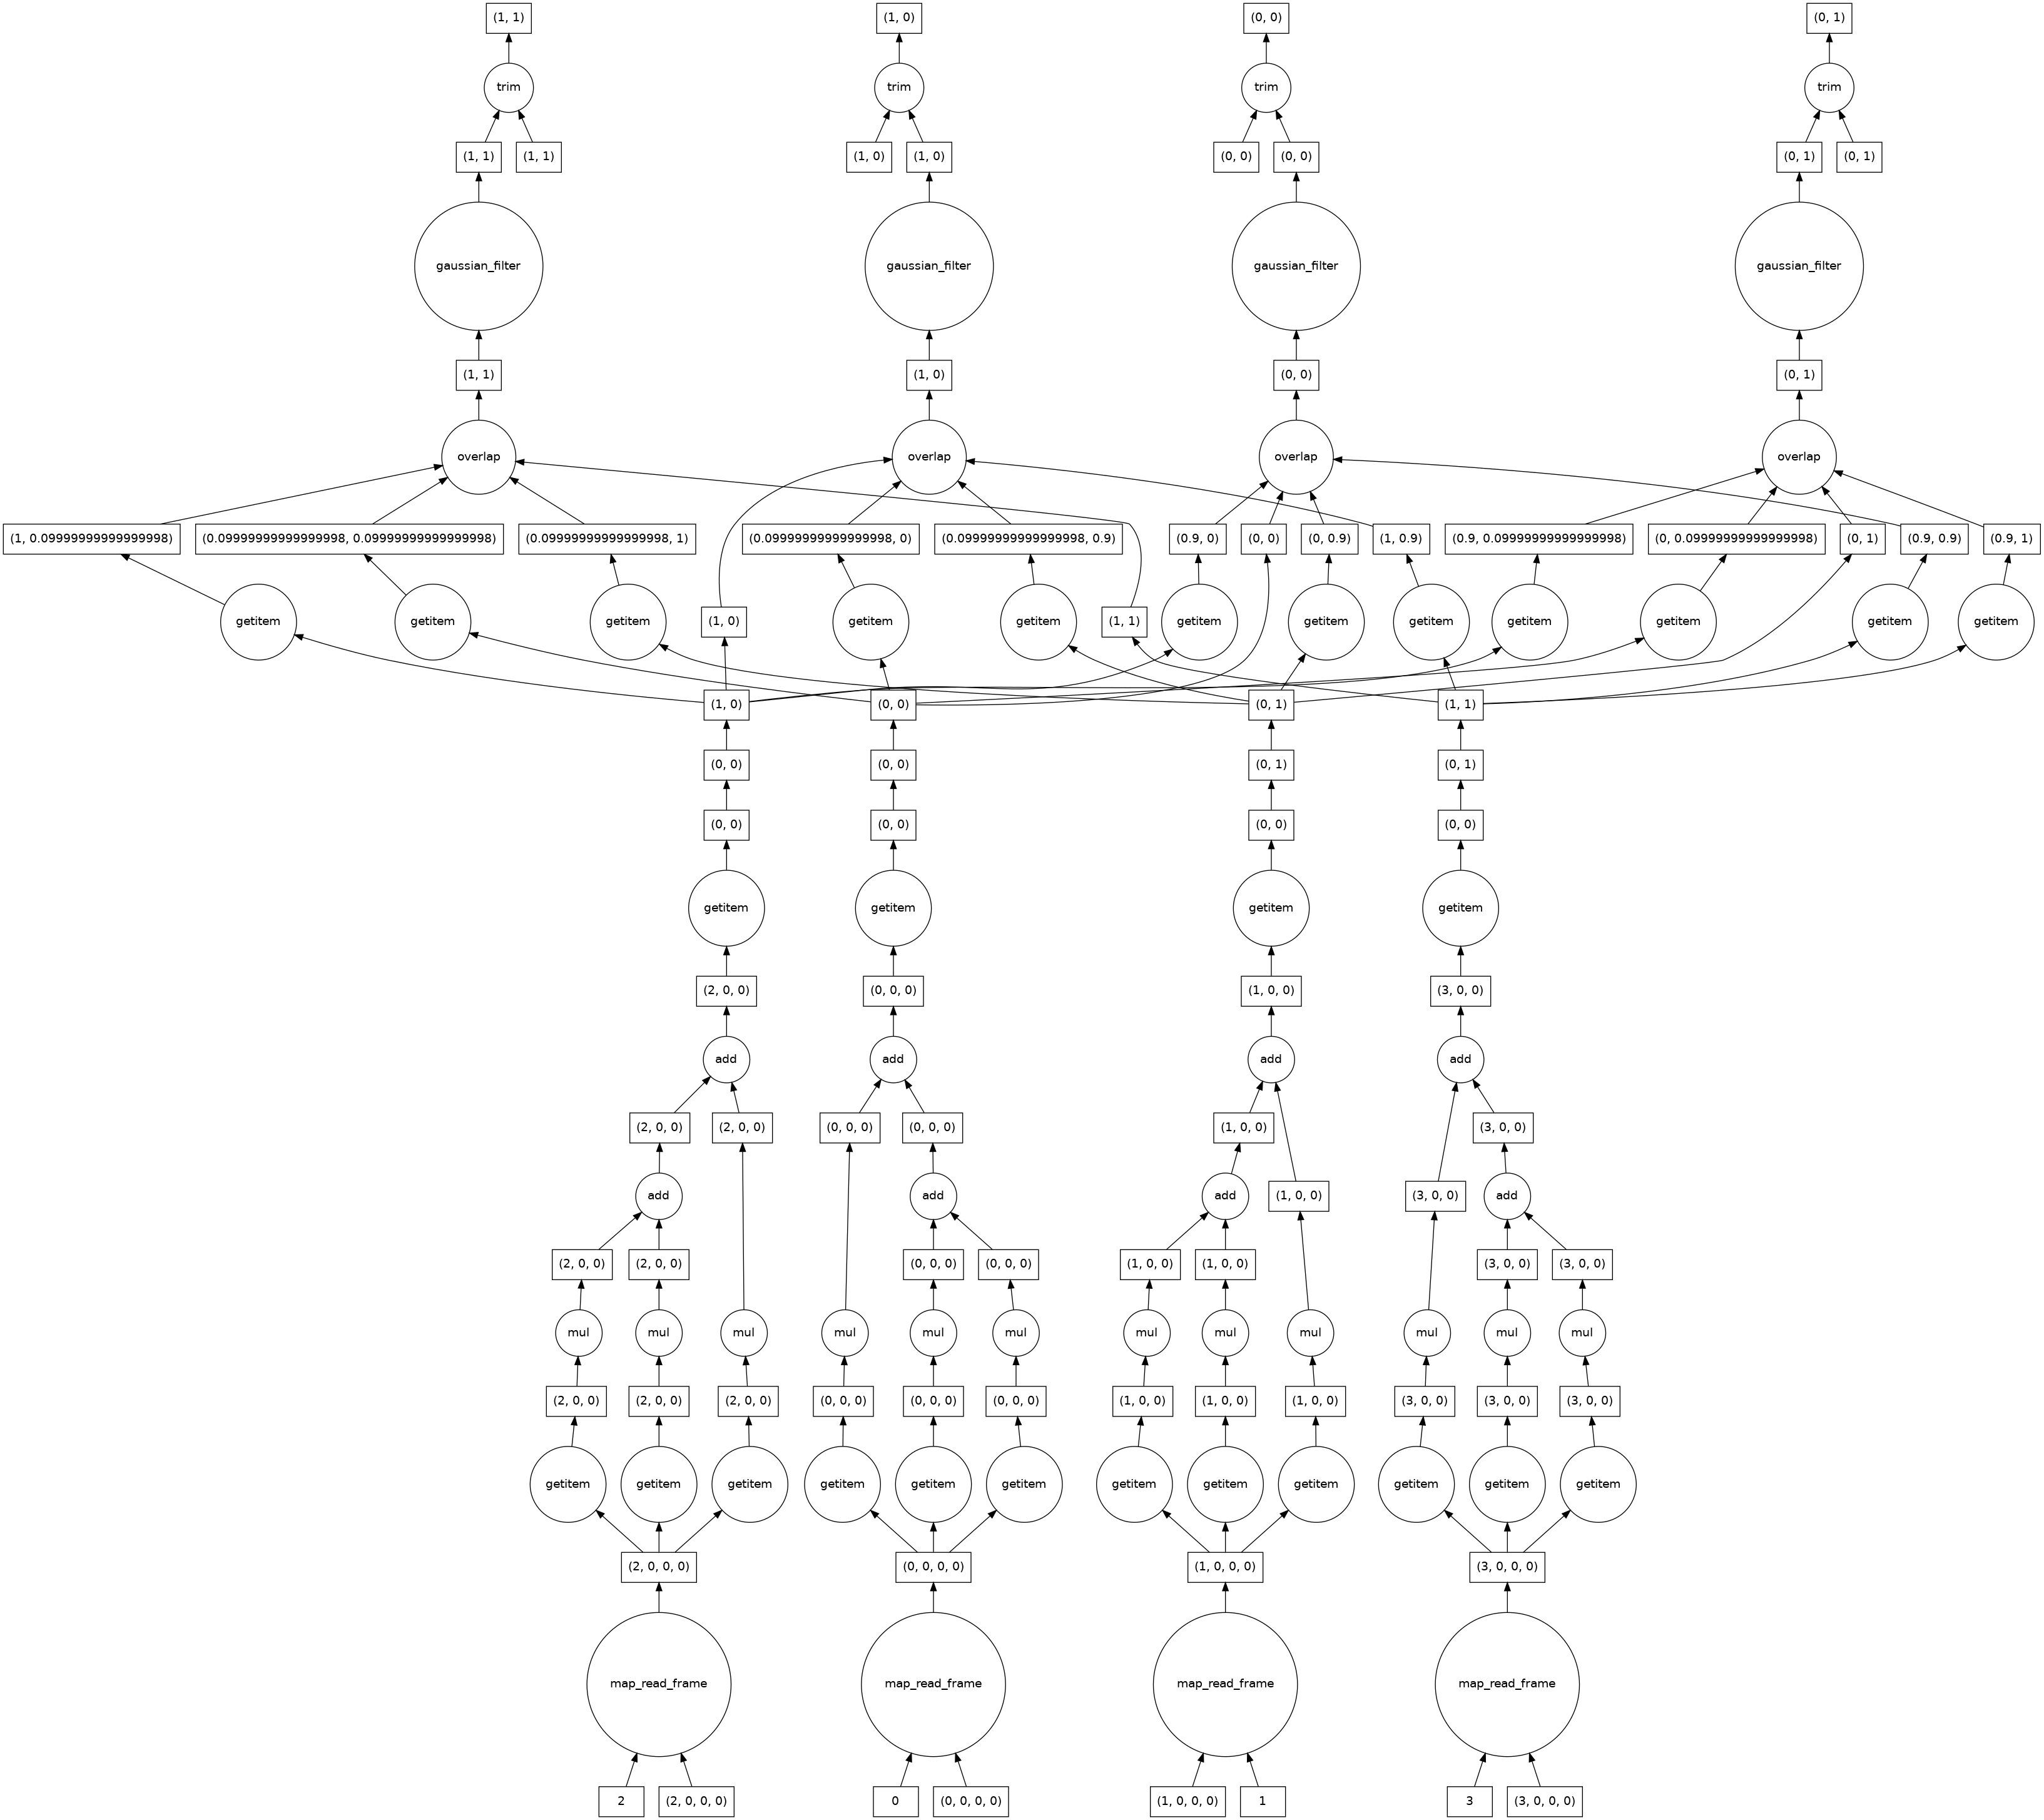 (1, 1)
(1, 0)
(0, 0)
(0, 1)
trim
trim
trim
trim
(1, 1)
(1, 1)
(1, 0)
(1, 0)
(0, 0)
(0, 0)
(0, 1)
(0, 1)
gaussian_filter
gaussian_filter
gaussian_filter
gaussian_filter
(1, 1)
(1, 0)
(0, 0)
(0, 1)
overlap
overlap
overlap
overlap
(1, 0.09999999999999998)
(0.09999999999999998, 0.09999999999999998)
(0.09999999999999998, 1)
(0.09999999999999998, 0)
(0.09999999999999998, 0.9)
(0.9, 0)
(0, 0)
(0, 0.9)
(1, 0.9)
(0.9, 0.09999999999999998)
(0, 0.09999999999999998)
(0, 1)
(0.9, 0.9)
(0.9, 1)
getitem
getitem
getitem
(1, 0)
getitem
getitem
(1, 1)
getitem
getitem
getitem
getitem
getitem
getitem
getitem
(1, 0)
(0, 0)
(0, 1)
(1, 1)
(0, 0)
(0, 0)
(0, 1)
(0, 1)
(0, 0)
(0, 0)
(0, 0)
(0, 0)
getitem
getitem
getitem
getitem
(2, 0, 0)
(0, 0, 0)
(1, 0, 0)
(3, 0, 0)
add
add
add
add
(2, 0, 0)
(2, 0, 0)
(0, 0, 0)
(0, 0, 0)
(1, 0, 0)
(3, 0, 0)
add
add
add
(1, 0, 0)
(3, 0, 0)
add
(2, 0, 0)
(2, 0, 0)
(0, 0, 0)
(0, 0, 0)
(1, 0, 0)
(1, 0, 0)
(3, 0, 0)
(3, 0, 0)
mul
mul
mul
mul
mul
mul
mul
mul
mul
mul
mul
mul
(2, 0, 0)
(2, 0, 0)
(2, 0, 0)
(0, 0, 0)
(0, 0, 0)
(0, 0, 0)
(1, 0, 0)
(1, 0, 0)
(1, 0, 0)
(3, 0, 0)
(3, 0, 0)
(3, 0, 0)
getitem
getitem
getitem
getitem
getitem
getitem
getitem
getitem
getitem
getitem
getitem
getitem
(2, 0, 0, 0)
(0, 0, 0, 0)
(1, 0, 0, 0)
(3, 0, 0, 0)
map_read_frame
map_read_frame
map_read_frame
map_read_frame
2
(2, 0, 0, 0)
0
(0, 0, 0, 0)
(1, 0, 0, 0)
1
3
(3, 0, 0, 0)